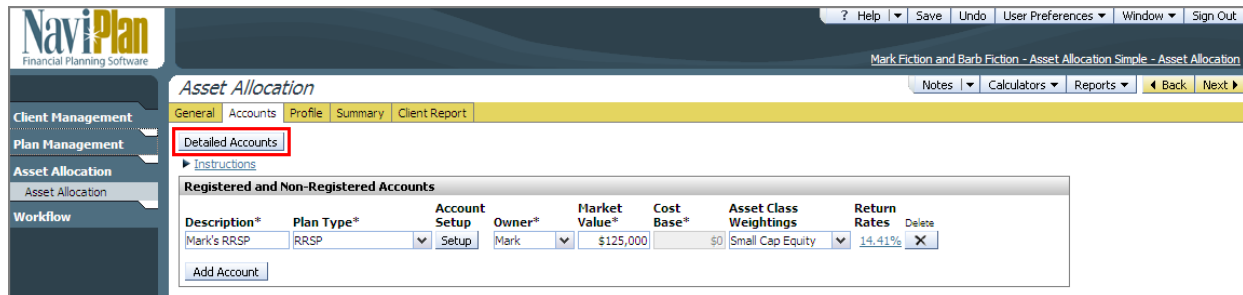 NaviPlan
Financial Planning Software
? Help Save Undo User Preferences Window Sign Out
Mark Fiction and Barb Fiction - Asset Allocation Simple - Asset Allocation
Asset Allocation
Notes Calculators Reports Back Next
General Accounts Profile Summary Client Report
Client Management
Plan Management
Asset Allocation
Asset Allocation
Workflow
Detailed Accounts
Instructions
Registered and Non-Registered Accounts
Description* Plan Type* Account Setup Owner* Market Value* Cost Base* Asset Class Weightings Return Rates Delete
Mark's RRSP RRSP Setup Mark $125,000 $0 Small Cap Equity 14.41% X
Add Account